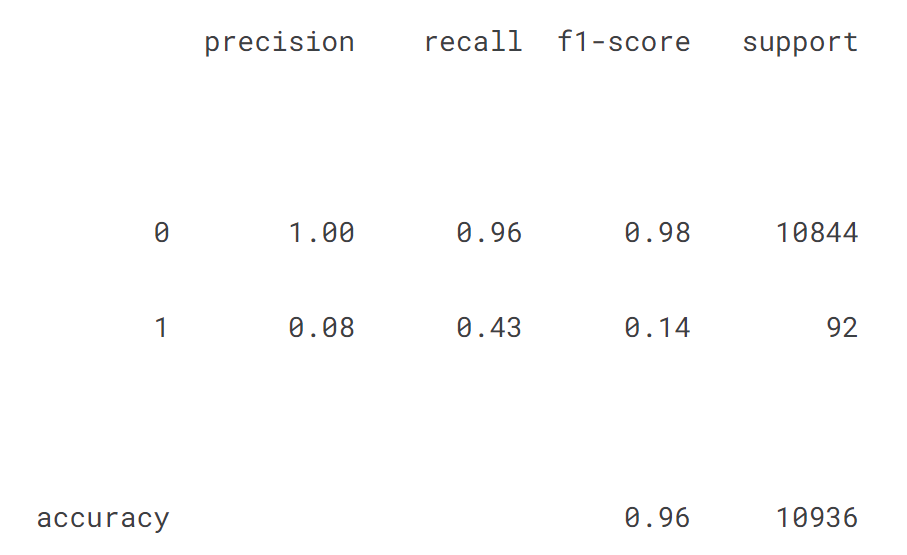 precision recall f1-score support
0 1.00 0.96 0.98 10844
1 0.08 0.43 0.14 92
accuracy 0.96 10936